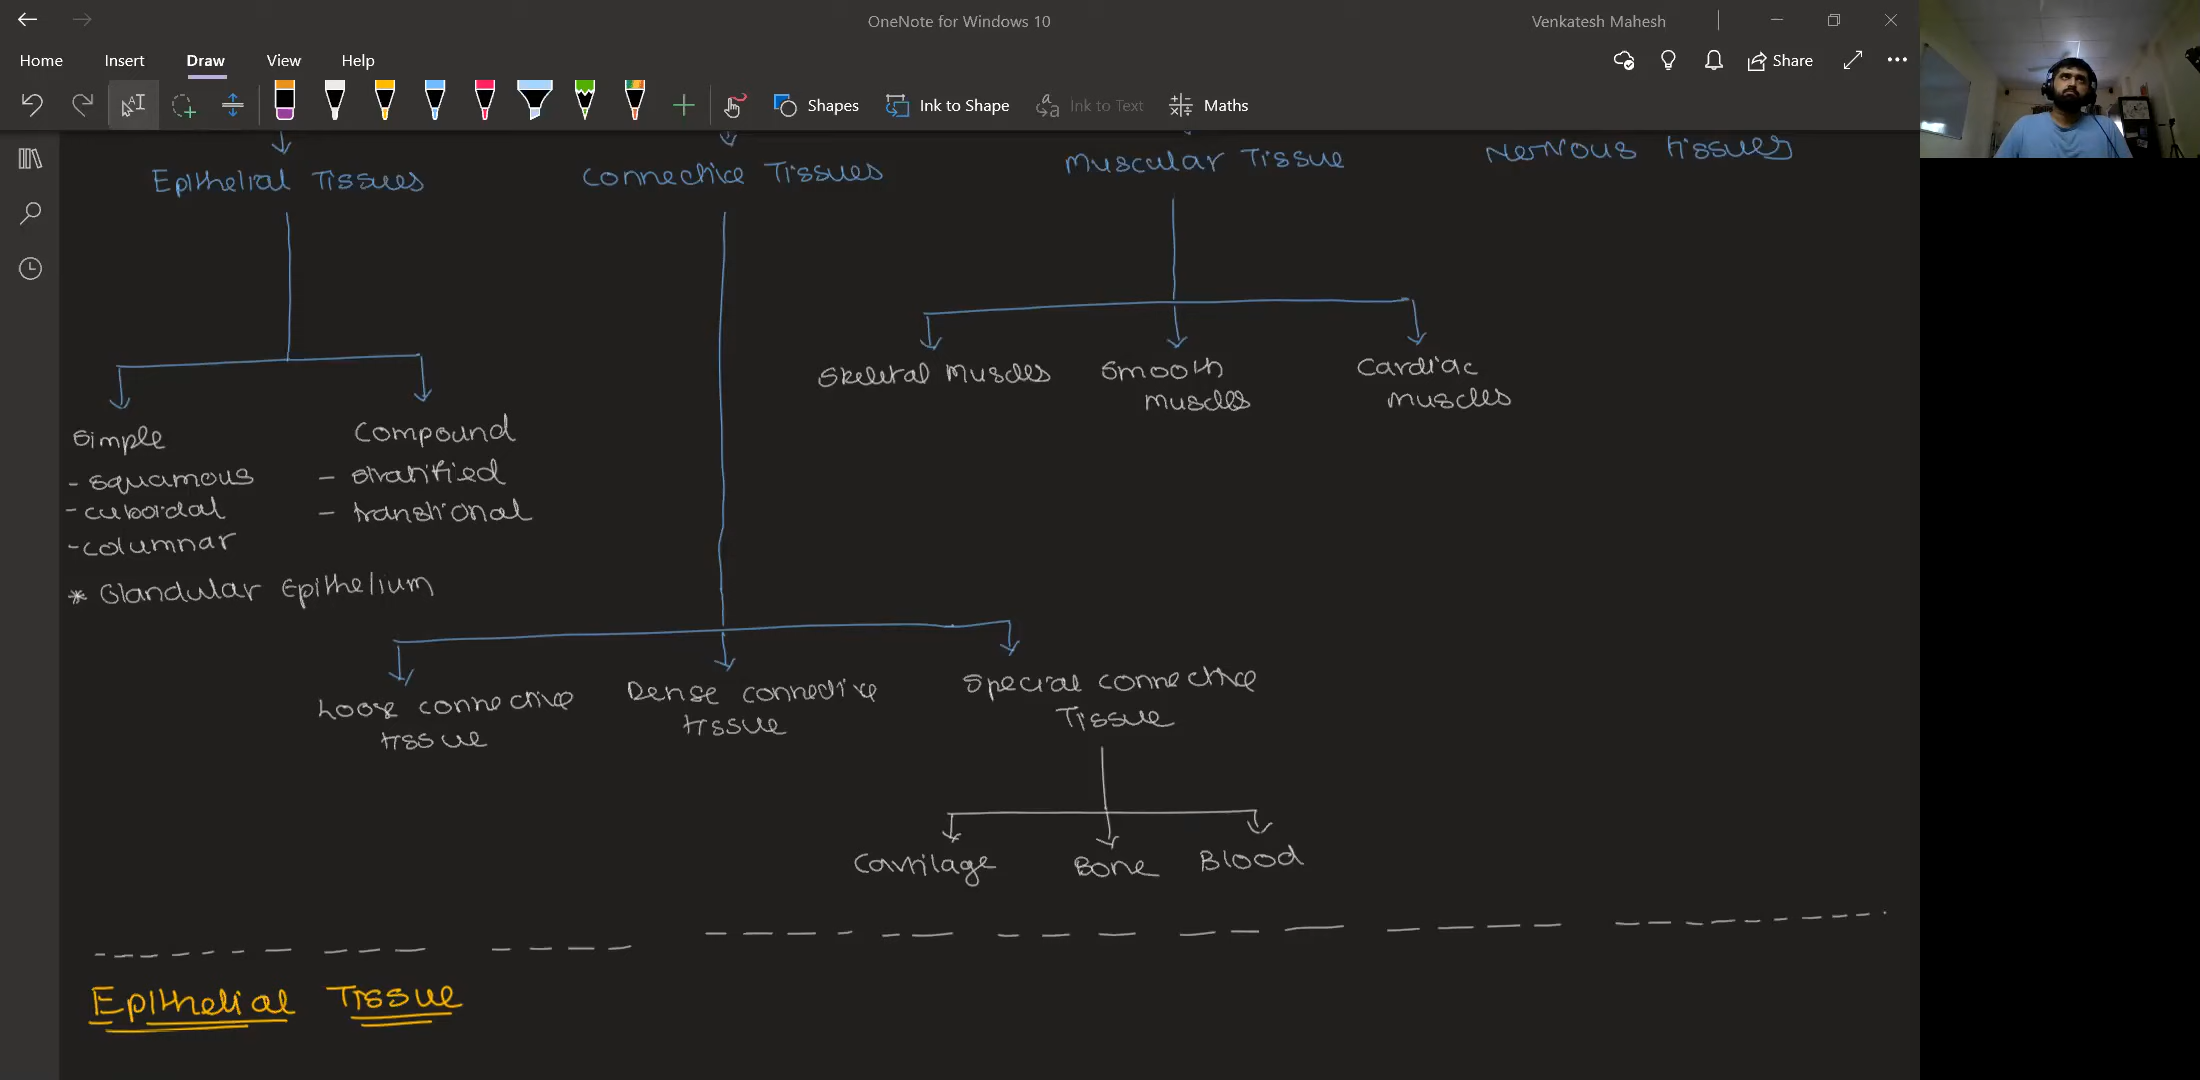 OneNote for Windows 10
Venkatesh Mahesh
Home Insert Draw View Help
Share
Shapes Ink to Shape Ink to Text Maths
Epithelial Tissues
Connective Tissues
Muscular Tissue
Nervous Tissues
Skeletal Muscles
Smooth
muscles
Cardiac
muscles
Simple
- squamous
- cuboidal
- columnar
Compound
- stratified
- transitional
* Glandular Epithelium
Loose connective
tissue
Dense connective
tissue
Special connective
Tissue
Cartilage
Bone
Blood
Epithelial Tissue